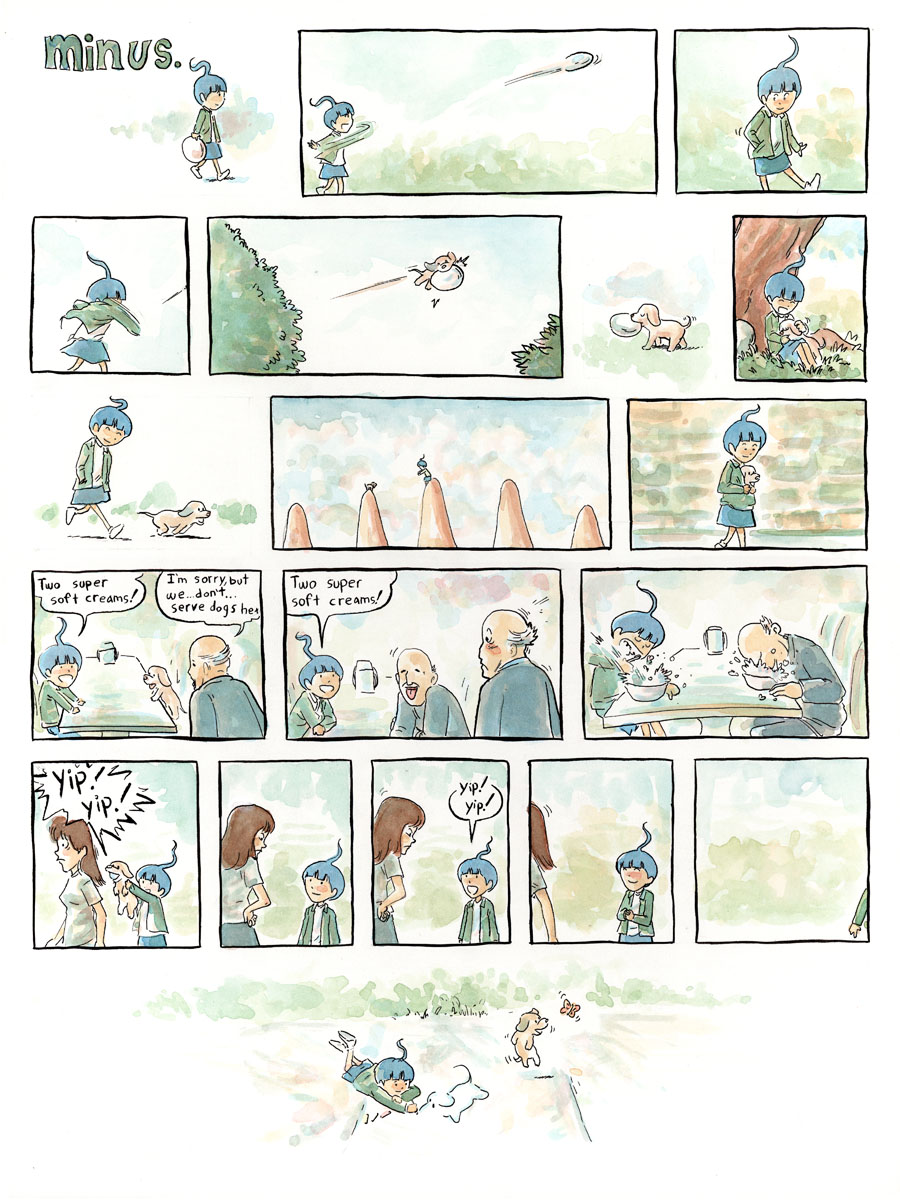 minus.
Two super
soft creams!
I'm sorry, but
we...don't...
serve dogs he
Two super
soft creams!
Yip!
yip!
yip!
yip!